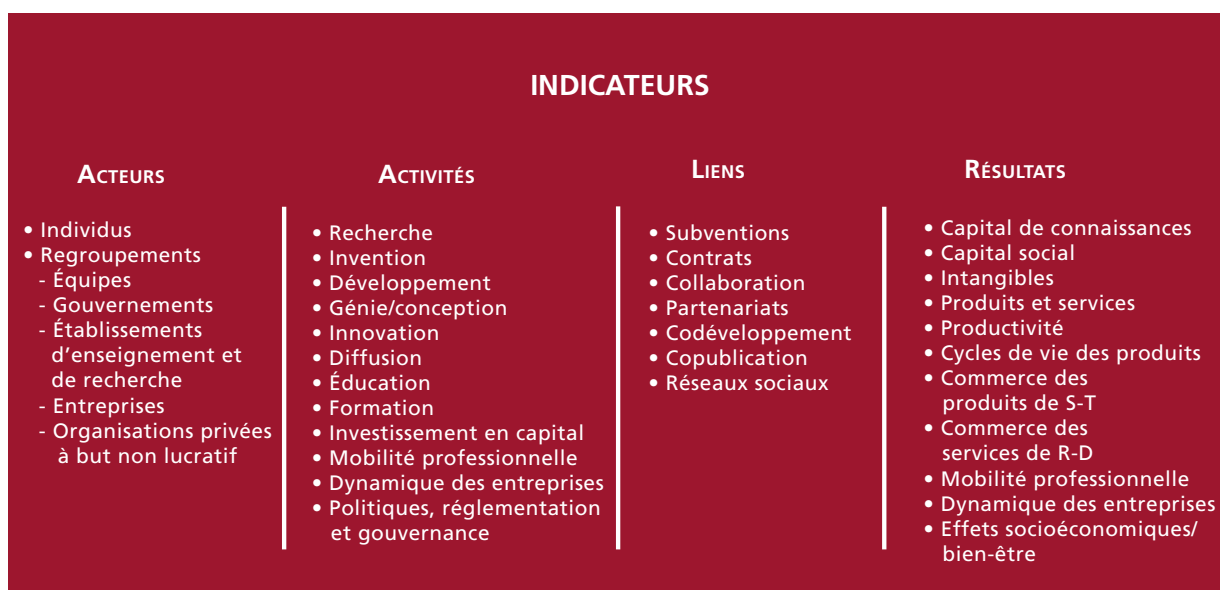 INDICATEURS
ACTEURS
• Individus
• Regroupements
- Équipes
- Gouvernements
- Établissements
d’enseignement et
de recherche
- Entreprises
- Organisations privées
à but non lucratif
ACTIVITÉS
• Recherche
• Invention
• Développement
• Génie/conception
• Innovation
• Diffusion
• Éducation
• Formation
• Investissement en capital
• Mobilité professionnelle
• Dynamique des entreprises
• Politiques, réglementation
et gouvernance
LIENS
• Subventions
• Contrats
• Collaboration
• Partenariats
• Codéveloppement
• Copublication
• Réseaux sociaux
RÉSULTATS
• Capital de connaissances
• Capital social
• Intangibles
• Produits et services
• Productivité
• Cycles de vie des produits
• Commerce des
produits de S-T
• Commerce des
services de R-D
• Mobilité professionnelle
• Dynamique des entreprises
• Effets socioéconomiques/
bien-être